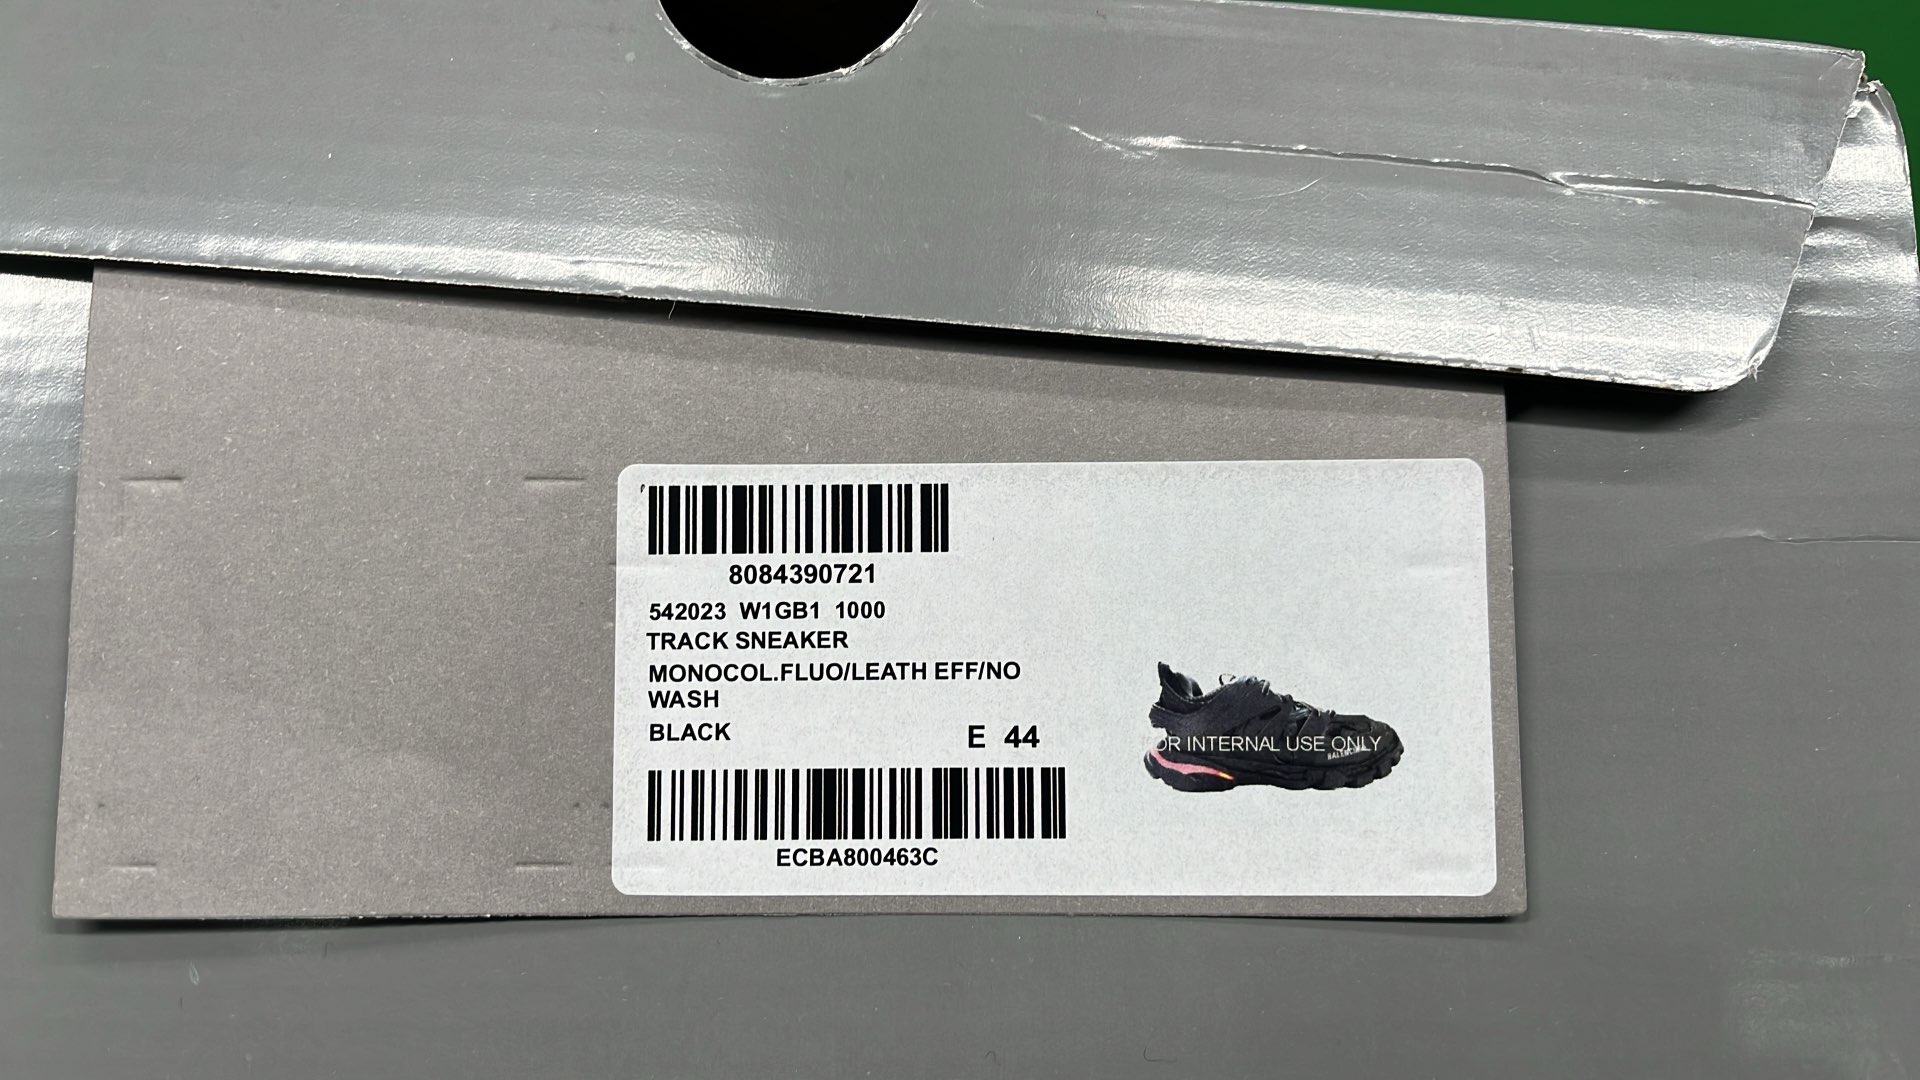 8084390721
542023 W1GB1 1000
TRACK SNEAKER
MONOCOL.FLUO/LEATH EFF/NO
WASH
BLACK E 44
OR INTERNAL USE ONLY
ECBA800463C